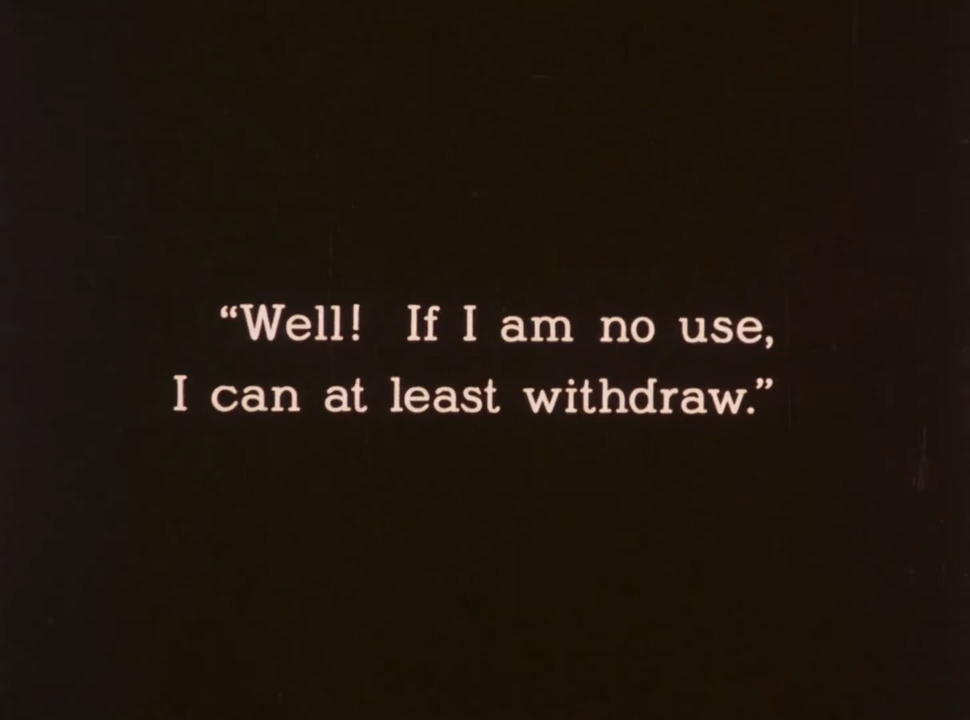 “Well! If I am no use,
I can at least withdraw.”